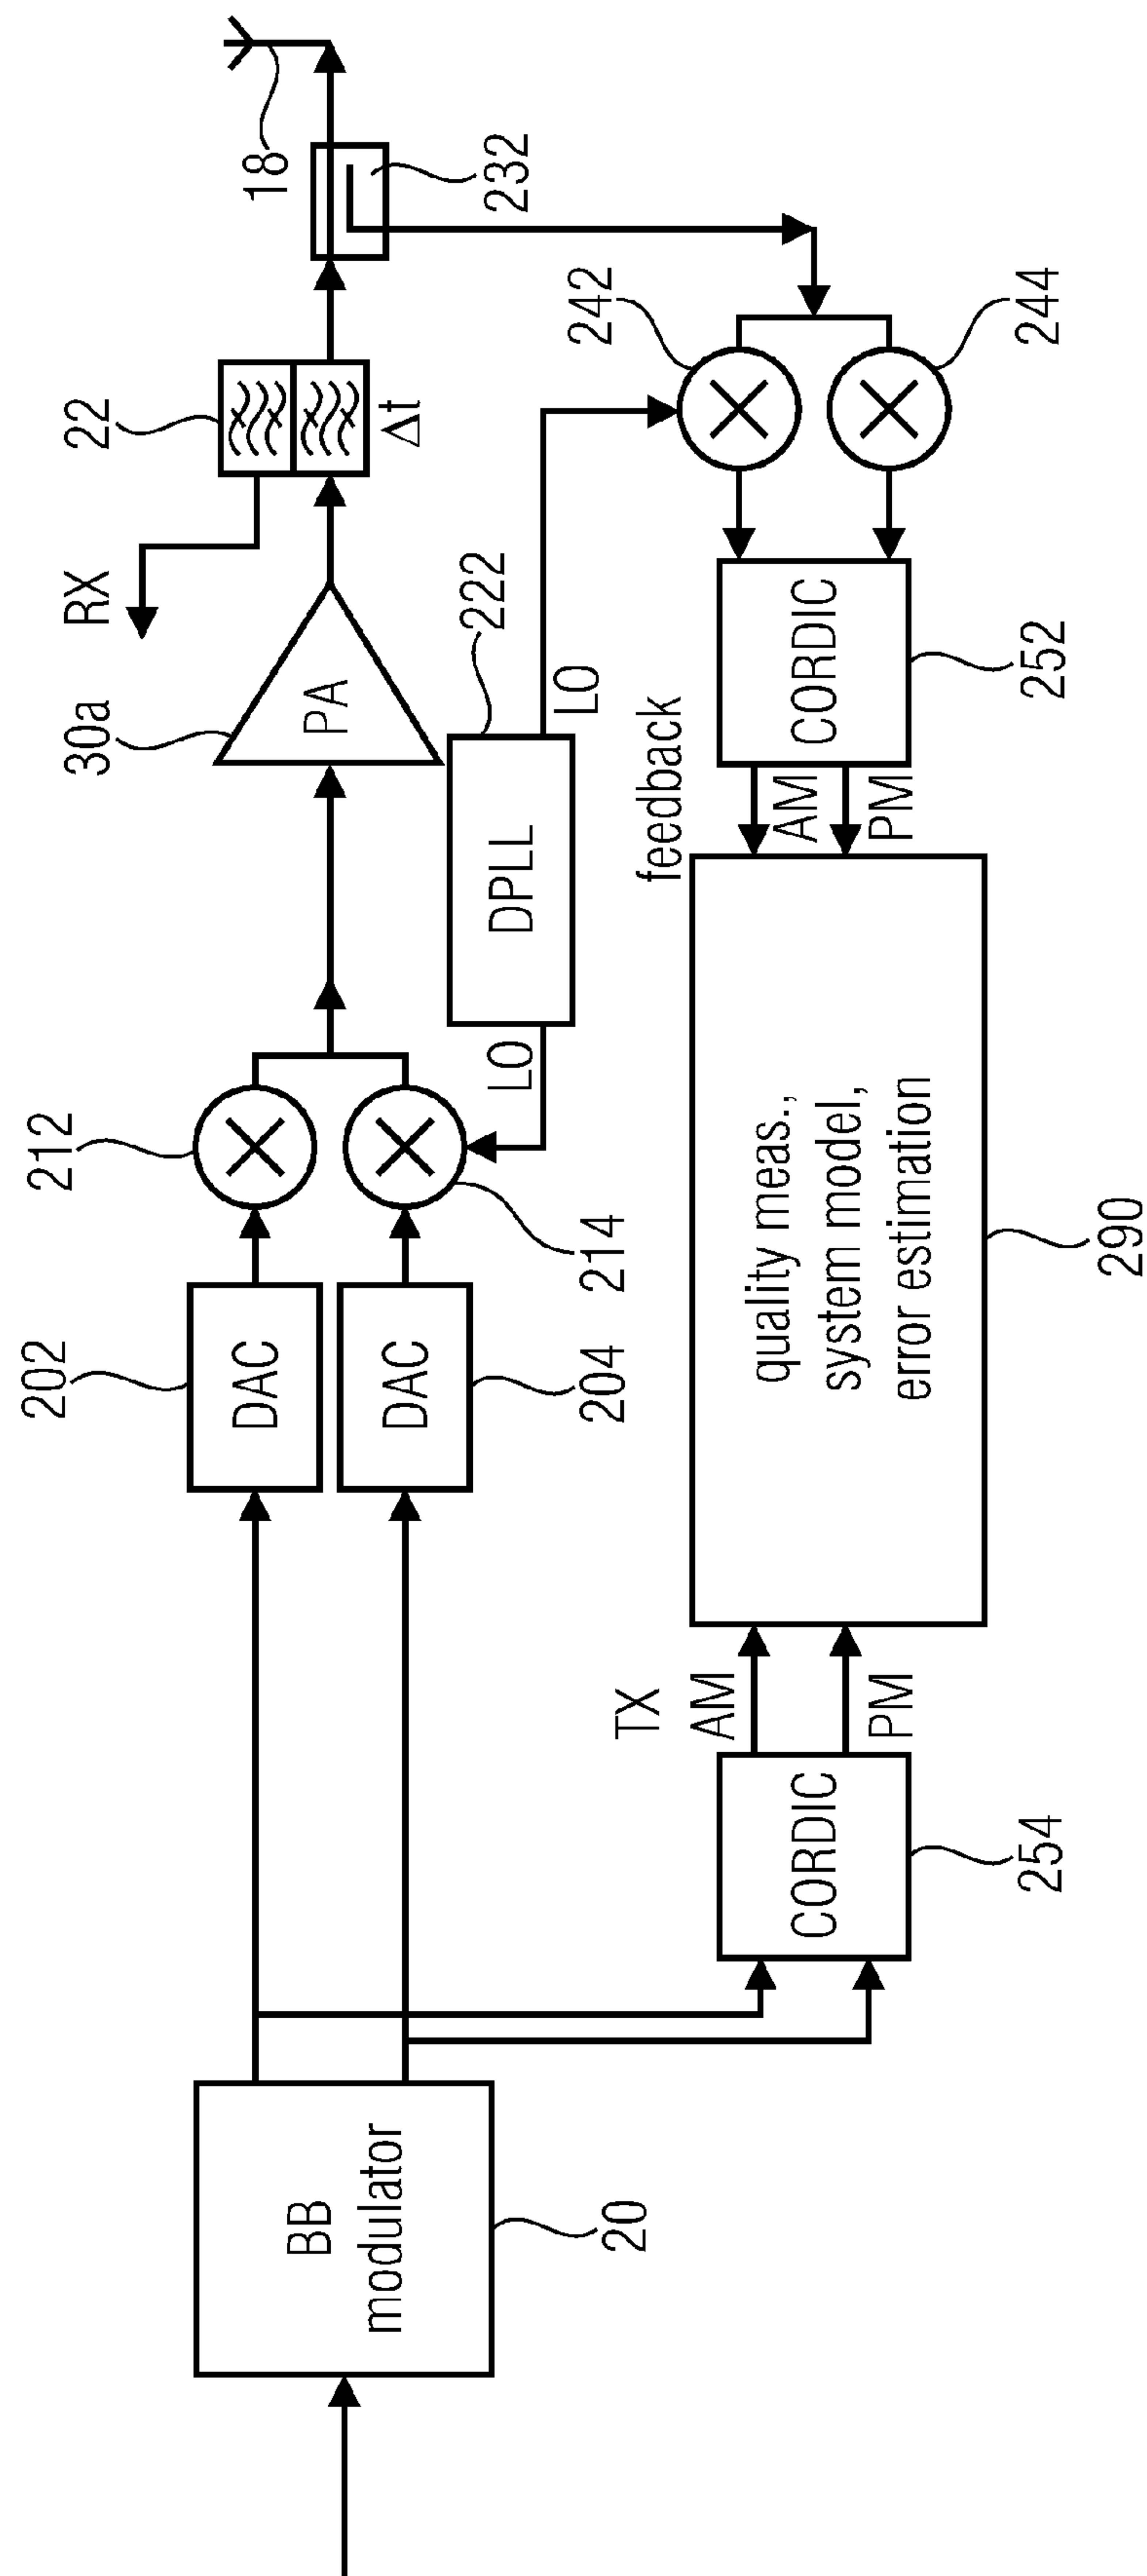 BB
modulator
20
202
DAC
DAC
204
212
214
LO
DPLL
222
LO
30a
PA
RX
22
Δt
18
232
242
244
CORDIC
252
feedback
AM
PM
quality meas.,
system model,
error estimation
290
TX
AM
PM
CORDIC
254